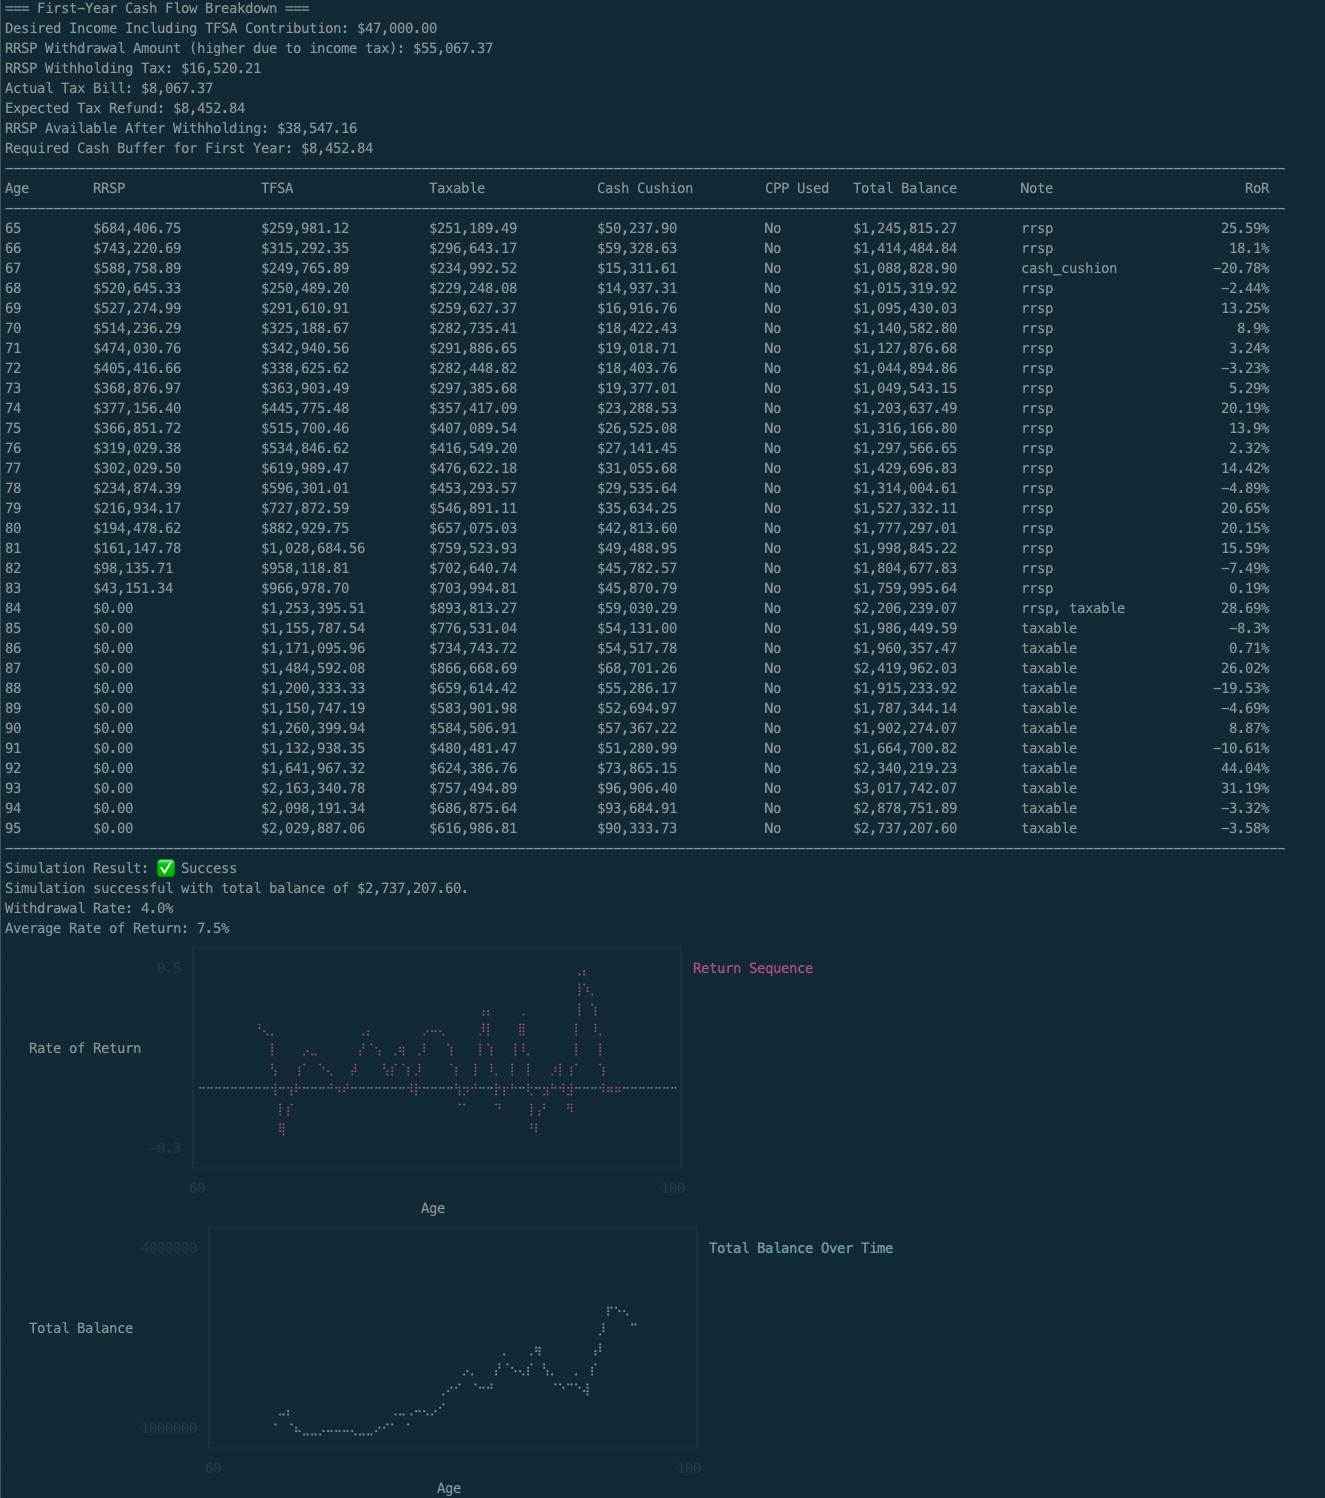 === First-Year Cash Flow Breakdown ===
Desired Income Including TFSA Contribution: $47,000.00
RRSP Withdrawal Amount (higher due to income tax): $55,067.37
RRSP Withholding Tax: $16,520.21
Actual Tax Bill: $8,067.37
Expected Tax Refund: $8,452.84
RRSP Available After Withholding: $38,547.16
Required Cash Buffer for First Year: $8,452.84
Age RRSP TFSA Taxable Cash Cushion CPP Used Total Balance Note RoR
65 $684,406.75 $259,981.12 $251,189.49 $50,237.90 No $1,245,815.27 rrsp 25.59%
66 $743,220.69 $315,292.35 $296,643.17 $59,328.63 No $1,414,484.84 rrsp 18.1%
67 $588,758.89 $249,765.89 $234,992.52 $15,311.61 No $1,088,828.90 cash_cushion -20.78%
68 $520,645.33 $250,489.20 $229,248.08 $14,937.31 No $1,015,319.92 rrsp -2.44%
69 $527,274.99 $291,610.91 $259,627.37 $16,916.76 No $1,095,430.03 rrsp 13.25%
70 $514,236.29 $325,188.67 $282,735.41 $18,422.43 No $1,140,582.80 rrsp 8.9%
71 $474,030.76 $342,940.56 $291,886.65 $19,018.71 No $1,127,876.68 rrsp 3.24%
72 $405,416.66 $338,625.62 $282,448.82 $18,403.76 No $1,044,894.86 rrsp -3.23%
73 $368,876.97 $363,903.49 $297,385.68 $19,377.01 No $1,049,543.15 rrsp 5.29%
74 $377,156.40 $445,775.48 $357,417.09 $23,288.53 No $1,203,637.49 rrsp 20.19%
75 $366,851.72 $515,700.46 $407,089.54 $26,525.08 No $1,316,166.80 rrsp 13.9%
76 $319,029.38 $534,846.62 $416,549.20 $27,141.45 No $1,297,566.65 rrsp 2.32%
77 $302,029.50 $619,989.47 $476,622.18 $31,055.68 No $1,429,696.83 rrsp 14.42%
78 $234,874.39 $596,301.01 $453,293.57 $29,535.64 No $1,314,004.61 rrsp -4.89%
79 $216,934.17 $727,872.59 $546,891.11 $35,634.25 No $1,527,332.11 rrsp 20.65%
80 $194,478.62 $882,929.75 $657,075.03 $42,813.60 No $1,777,297.01 rrsp 20.15%
81 $161,147.78 $1,028,684.56 $759,523.93 $49,488.95 No $1,998,845.22 rrsp 15.59%
82 $98,135.71 $958,118.81 $702,640.74 $45,782.57 No $1,804,677.83 rrsp -7.49%
83 $43,151.34 $966,978.70 $703,994.81 $45,870.79 No $1,759,995.64 rrsp 0.19%
84 $0.00 $1,253,395.51 $893,813.27 $59,030.29 No $2,206,239.07 rrsp, taxable 28.69%
85 $0.00 $1,155,787.54 $776,531.04 $54,131.00 No $1,986,449.59 taxable -8.3%
86 $0.00 $1,171,095.96 $734,743.72 $54,517.78 No $1,960,357.47 taxable 0.71%
87 $0.00 $1,484,592.08 $866,668.69 $68,701.26 No $2,419,962.03 taxable 26.02%
88 $0.00 $1,200,333.33 $659,614.42 $55,286.17 No $1,915,233.92 taxable -19.53%
89 $0.00 $1,150,747.19 $583,901.98 $52,694.97 No $1,787,344.14 taxable -4.69%
90 $0.00 $1,260,399.94 $584,506.91 $57,367.22 No $1,902,274.07 taxable 8.87%
91 $0.00 $1,132,938.35 $480,481.47 $51,280.99 No $1,664,700.82 taxable -10.61%
92 $0.00 $1,641,967.32 $624,386.76 $73,865.15 No $2,340,219.23 taxable 44.04%
93 $0.00 $2,163,340.78 $757,494.89 $96,906.40 No $3,017,742.07 taxable 31.19%
94 $0.00 $2,098,191.34 $686,875.64 $93,684.91 No $2,878,751.89 taxable -3.32%
95 $0.00 $2,029,887.06 $616,986.81 $90,333.73 No $2,737,207.60 taxable -3.58%
Simulation Result: ✅ Success
Simulation successful with total balance of $2,737,207.60.
Withdrawal Rate: 4.0%
Average Rate of Return: 7.5%
0.5 Return Sequence
Rate of Return
-0.3
60 100
Age
4000000 Total Balance Over Time
Total Balance
1000000
60 100
Age